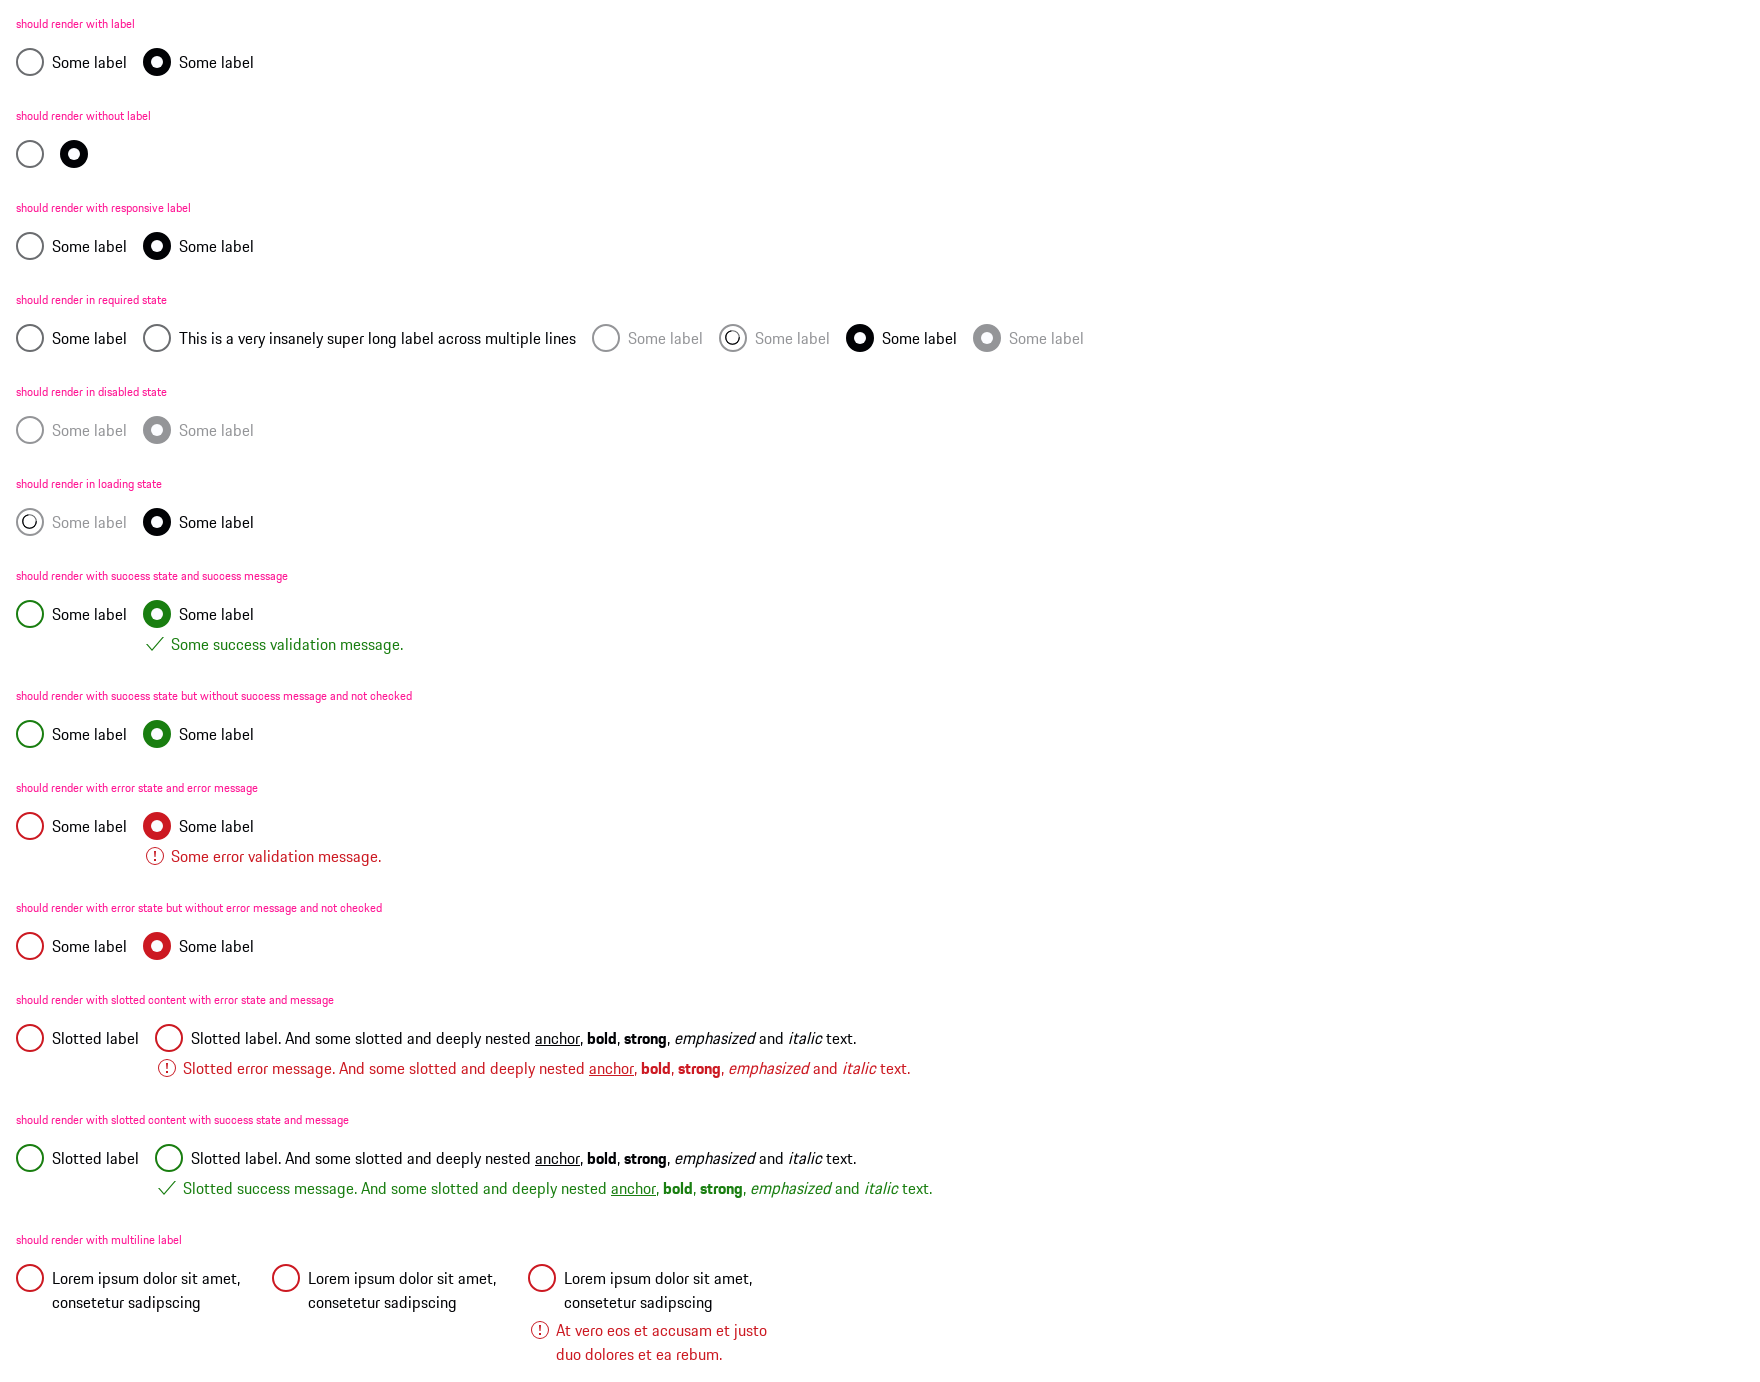 should render with label
Some label Some label
should render without label
should render with responsive label
Some label Some label
should render in required state
Some label This is a very insanely super long label across multiple lines Some label Some label Some label Some label
should render in disabled state
Some label Some label
should render in loading state
Some label Some label
should render with success state and success message
Some label Some label
Some success validation message.
should render with success state but without success message and not checked
Some label Some label
should render with error state and error message
Some label Some label
Some error validation message.
should render with error state but without error message and not checked
Some label Some label
should render with slotted content with error state and message
Slotted label Slotted label. And some slotted and deeply nested anchor, bold, strong, emphasized and italic text.
Slotted error message. And some slotted and deeply nested anchor, bold, strong, emphasized and italic text.
should render with slotted content with success state and message
Slotted label Slotted label. And some slotted and deeply nested anchor, bold, strong, emphasized and italic text.
Slotted success message. And some slotted and deeply nested anchor, bold, strong, emphasized and italic text.
should render with multiline label
Lorem ipsum dolor sit amet,
consetetur sadipscing
Lorem ipsum dolor sit amet,
consetetur sadipscing
Lorem ipsum dolor sit amet,
consetetur sadipscing
At vero eos et accusam et justo
duo dolores et ea rebum.